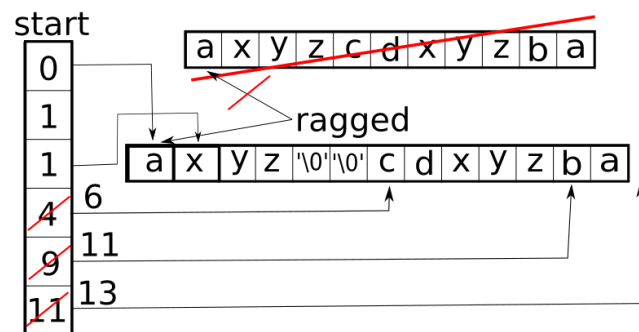 start
a x y z c d x y z b a
0
1
ragged
1
a x y z '\0' '\0' c d x y z b a
4 6
9 11
11 13